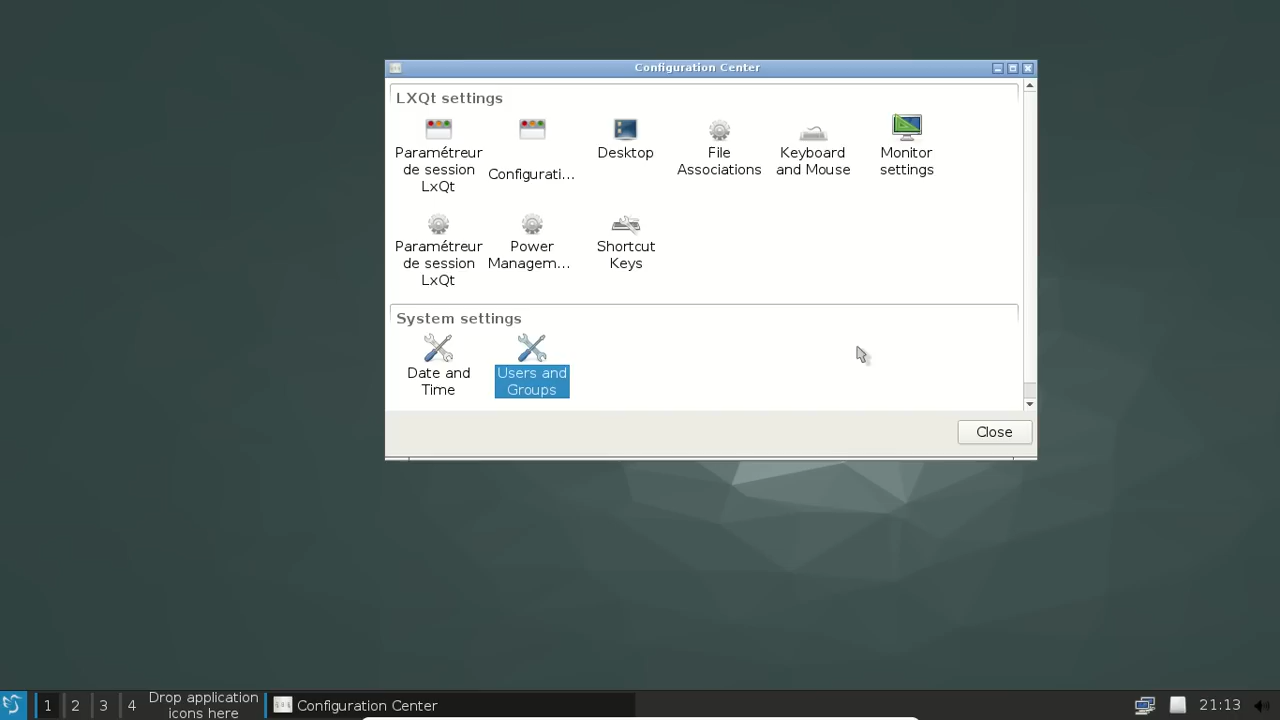 Configuration Center
LXQt settings
Paramétreur
de session
LxQt
Configurati...
Desktop
File
Associations
Keyboard
and Mouse
Monitor
settings
Paramétreur
de session
LxQt
Power
Managem...
Shortcut
Keys
System settings
Date and
Time
Users and
Groups
Close
1 2 3 4
Drop application
icons here
Configuration Center
21:13